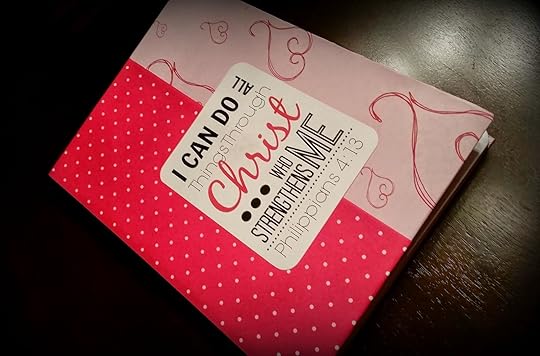 I CAN DO ALL
Things through
Christ
... WHO
STRENGTHENS ME
Philippians 4:13